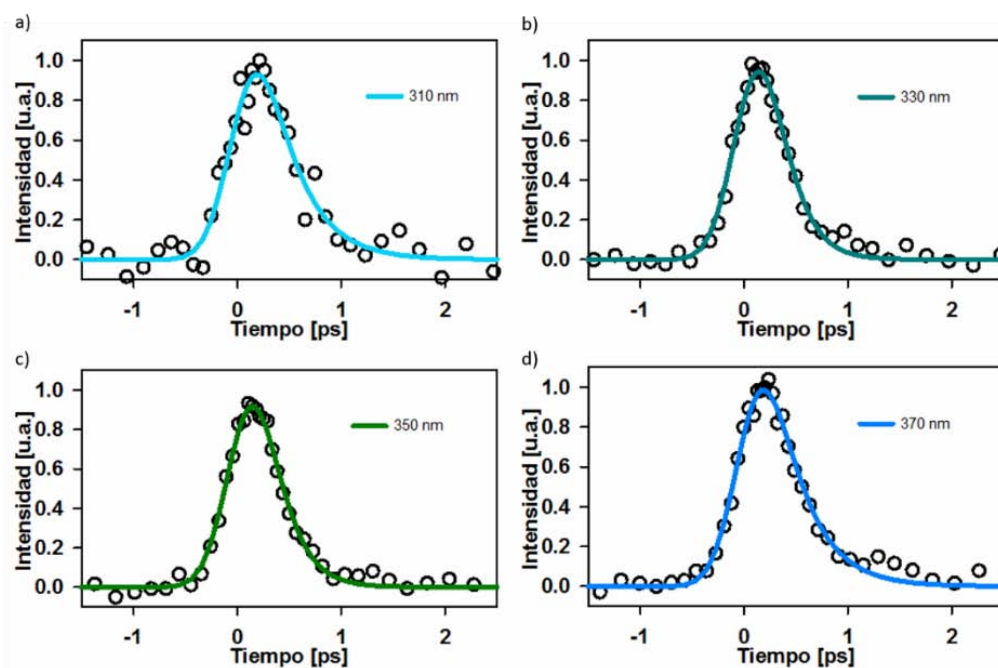 a)
Intensidad [u.a.]
1.0
0.8
0.6
0.4
0.2
0.0
310 nm
-1 0 1 2
Tiempo [ps]
b)
Intensidad [u.a.]
1.0
0.8
0.6
0.4
0.2
0.0
330 nm
-1 0 1 2
Tiempo [ps]
c)
Intensidad [u.a.]
1.0
0.8
0.6
0.4
0.2
0.0
350 nm
-1 0 1 2
Tiempo [ps]
d)
Intensidad [u.a.]
1.0
0.8
0.6
0.4
0.2
0.0
370 nm
-1 0 1 2
Tiempo [ps]